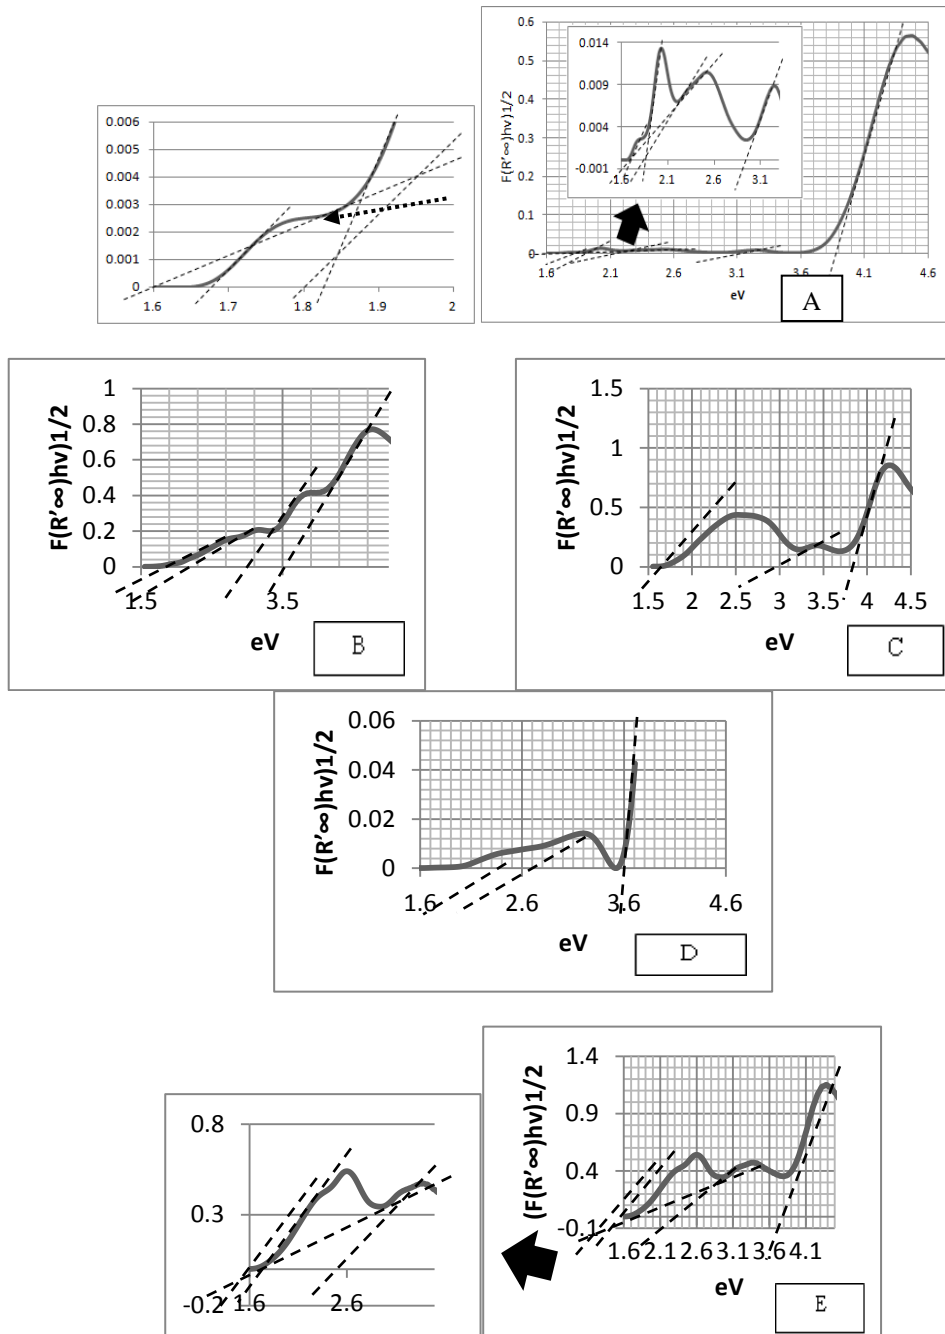 0.6
0.5
0.4
0.3
0.2
0.1
0
F(R'∞)hv)1/2
1.6 2.1 2.6 3.1 3.6 4.1 4.6
eV
A
0.014
0.009
0.004
-0.001
1.6 2.1 2.6 3.1
0.006
0.005
0.004
0.003
0.002
0.001
0
1.6 1.7 1.8 1.9 2
1
0.8
0.6
0.4
0.2
0
F(R'∞)hv)1/2
1.5 3.5
eV
B
1.5
1
0.5
0
F(R'∞)hv)1/2
1.5 2 2.5 3 3.5 4 4.5
eV
C
0.06
0.04
0.02
0
F(R'∞)hv)1/2
1.6 2.6 3.6 4.6
eV
D
0.8
0.3
-0.2
1.6 2.6
1.4
0.9
0.4
-0.1
(F(R'∞)hv)1/2
1.6 2.1 2.6 3.1 3.6 4.1
eV
E